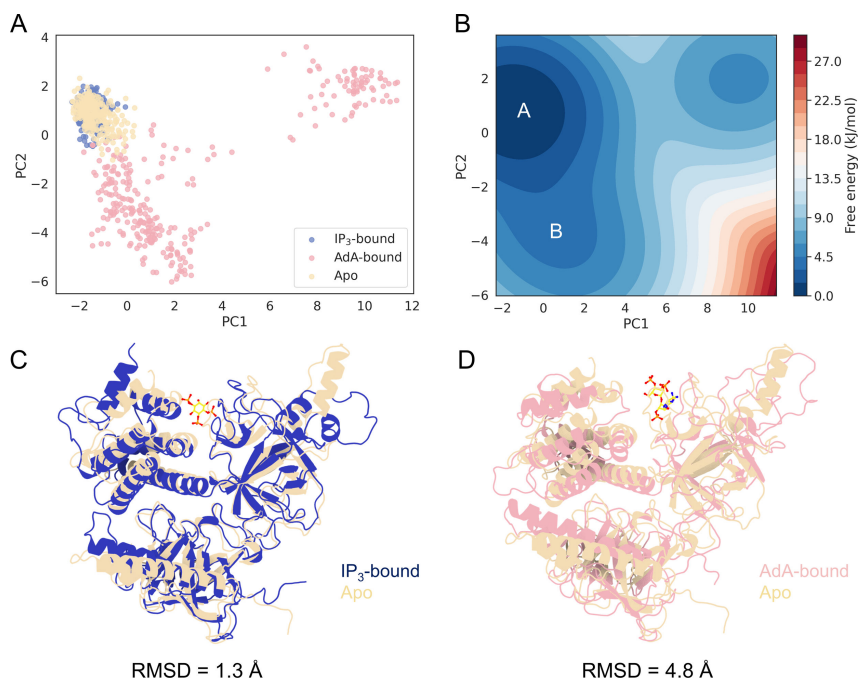 A
4
2
0
−2
−4
−6
PC2
−2 0 2 4 6 8 10 12
PC1
IP₃-bound
AdA-bound
Apo
B
2
0
−2
−4
−6
PC2
−2 0 2 4 6 8 10
PC1
A
B
27.0
22.5
18.0
13.5
9.0
4.5
0.0
Free energy (kJ/mol)
C
IP₃-bound
Apo
RMSD = 1.3 Å
D
AdA-bound
Apo
RMSD = 4.8 Å